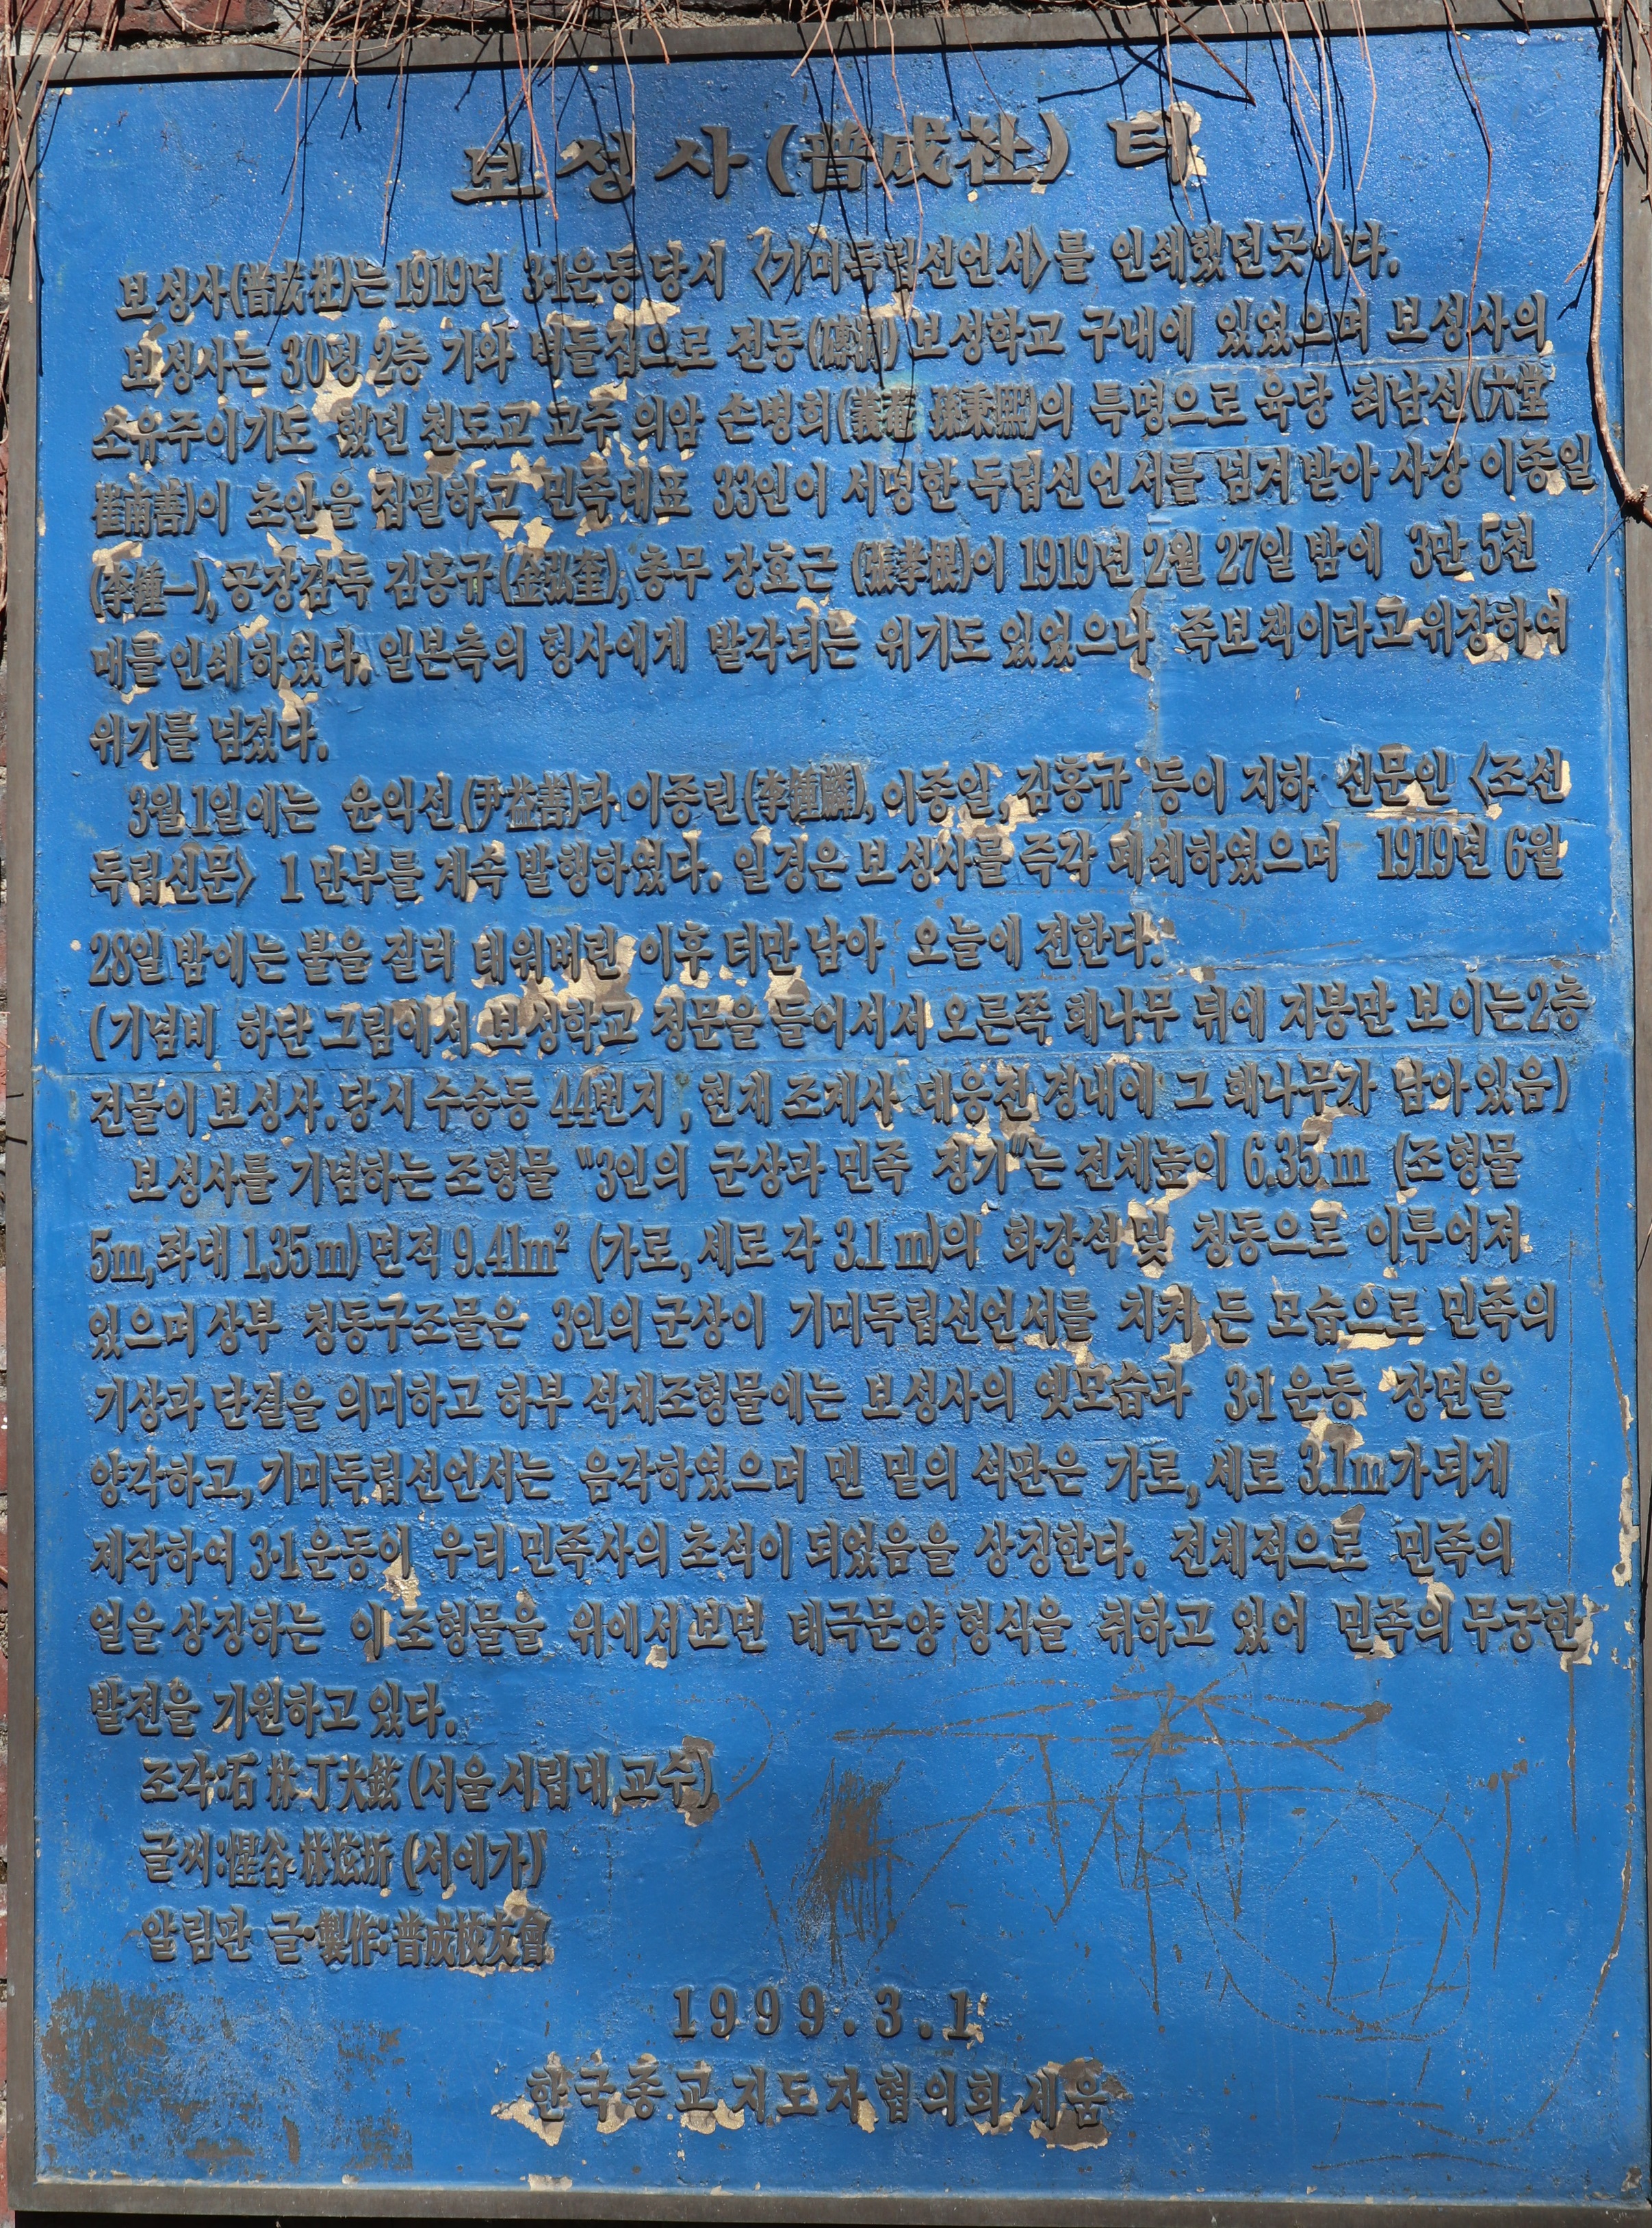 보성사(普成社) 터
보성사(普成社)는 1919년 3·1운동 당시 〈기미독립선언서〉를 인쇄했던곳이다.
보성사는 30평 2층 기와 벽돌집으로 전동(磚洞) 보성학교 구내에 있었으며 보성사의
소유주이기도 했던 천도교 교주 의암 손병희(義菴 孫秉熙)의 특명으로 육당 최남선(六堂
崔南善)이 초안을 집필하고 민족대표 33인이 서명한 독립선언서를 넘겨 받아 사장 이종일
(李鍾一), 공장감독 김홍규(金弘奎), 총무 장효근 (張孝根)이 1919년 2월 27일 밤에 3만 5천
매를 인쇄하였다. 일본측의 형사에게 발각되는 위기도 있었으나 족보책이라고 위장하여
위기를 넘겼다.
3월1일에는 윤익선(尹益善)과 이종린(李鍾麟), 이종일, 김홍규 등이 지하 신문인 〈조선
독립신문〉 1만부를 계속 발행하였다. 일경은 보성사를 즉각 폐쇄하였으며 1919년 6월
28일 밤에는 불을 질러 태워버린 이후 터만 남아 오늘에 전한다.
(기념비 하단 그림에서 보성학교 정문을 들어서서 오른쪽 홰나무 뒤에 지붕만 보이는 2층
건물이 보성사. 당시 수송동 44번지, 현재 조계사 대웅전 경내에 그 홰나무가 남아있음)
보성사를 기념하는 조형물 "3인의 군상과 민족 정기"는 전체높이 6.35m (조형물
5m, 좌대 1.35m) 면적 9.41m² (가로, 세로 각 3.1m)의 화강석 및 청동으로 이루어져
있으며 상부 청동구조물은 3인의 군상이 기미독립선언서를 치켜 든 모습으로 민족의
기상과 단결을 의미하고 하부 석재조형물에는 보성사의 옛모습과 3·1운동 장면을
양각하고, 기미독립선언서는 음각하였으며 맨 밑의 석판은 가로, 세로 3.1m가 되게
제작하여 3·1운동이 우리 민족사의 초석이 되었음을 상징한다. 전체적으로 민족의
얼을 상징하는 이 조형물을 위에서 보면 태극문양 형식을 취하고 있어 민족의 무궁한
발전을 기원하고 있다.
조각:石林 丁大鉉 (서울 시립대 교수)
글씨:惺谷 林炫圻 (서예가)
알림판 글·製作:普成校友會
1999.3.1
한국종교지도자협의회 세움